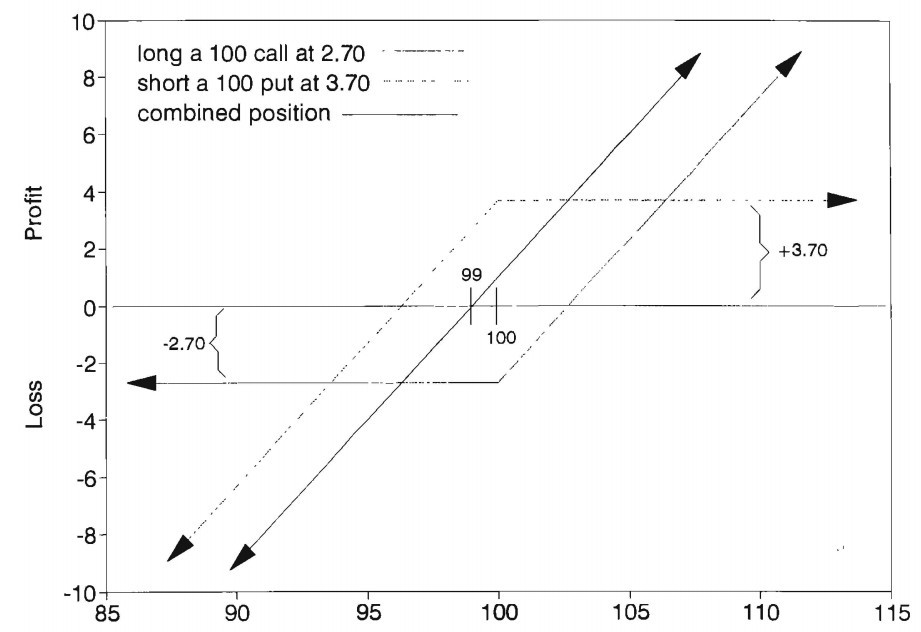 10
long a 100 call at 2.70
8
short a 100 put at 3.70
combined position
6
Profit
4
+3.70
2
99
0
100
-2.70
-2
Loss
-4
-6
-8
-10
85 90 95 100 105 110 115